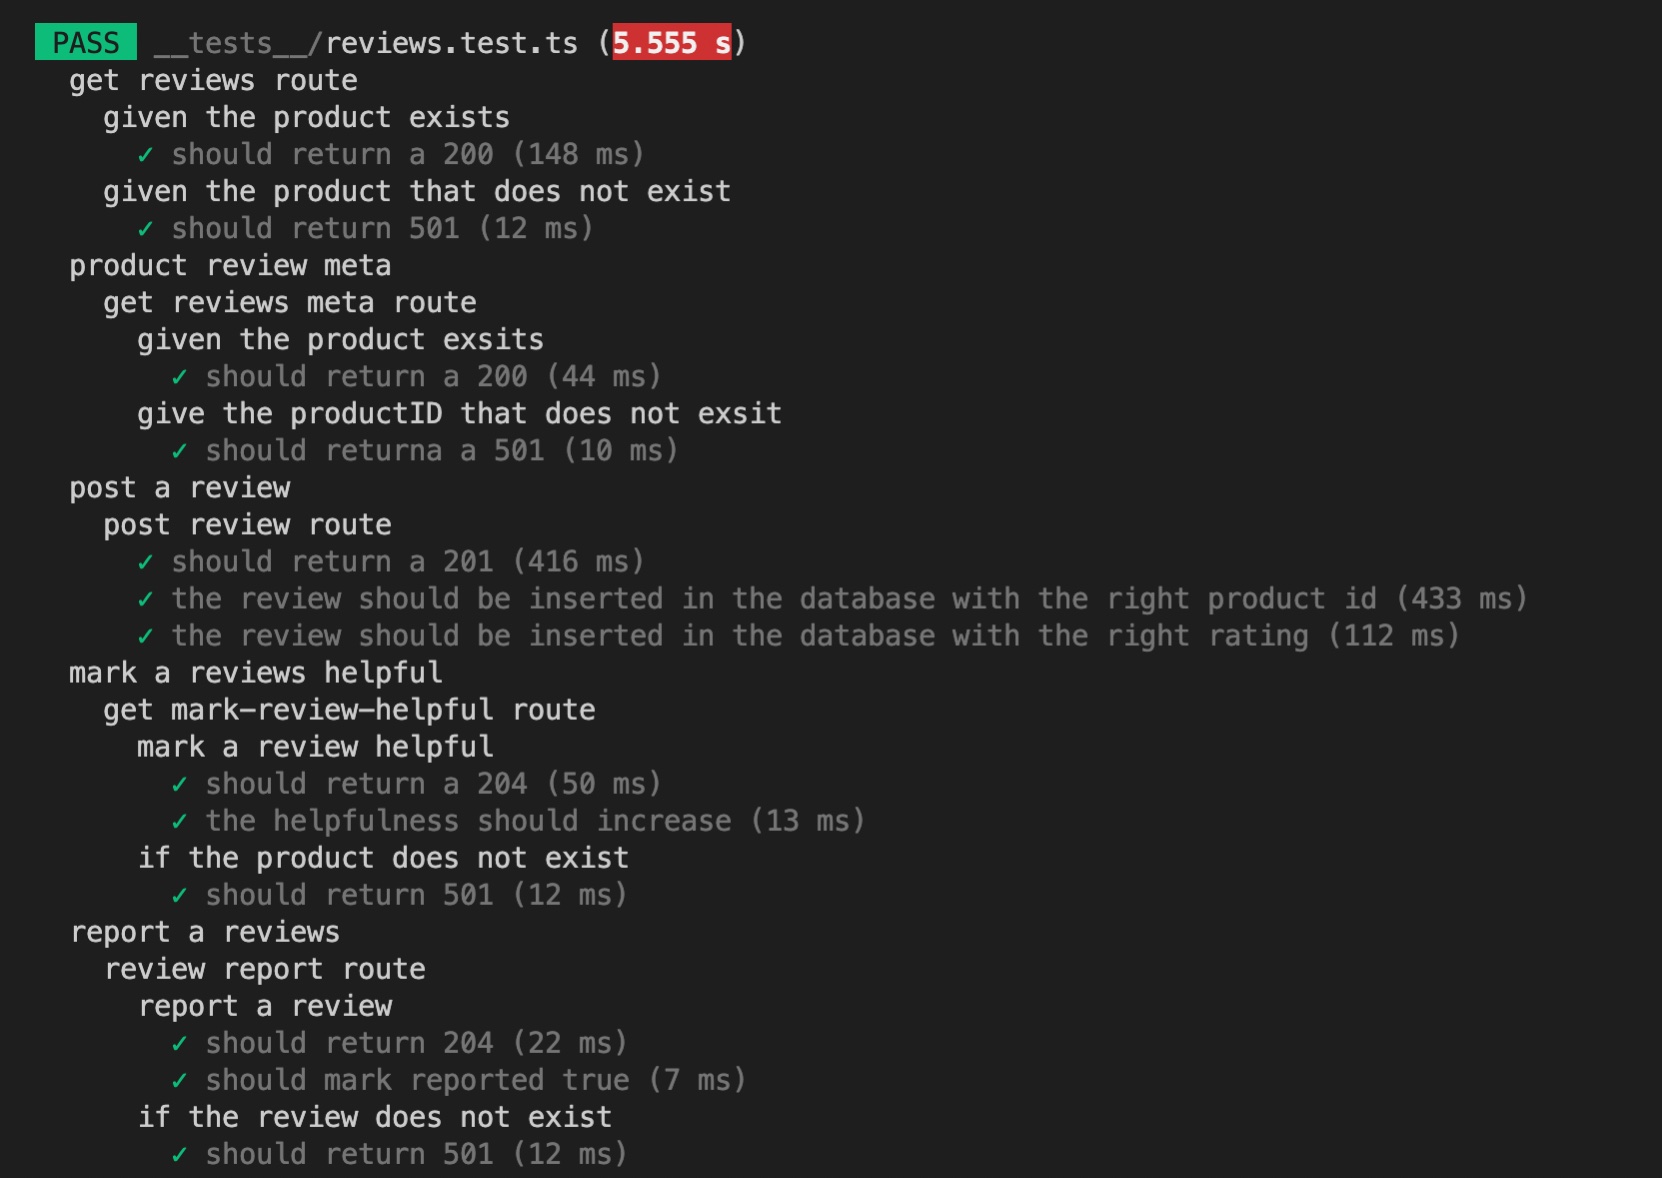 PASS __tests__/reviews.test.ts (5.555 s)
get reviews route
given the product exists
✓ should return a 200 (148 ms)
given the product that does not exist
✓ should return 501 (12 ms)
product review meta
get reviews meta route
given the product exsits
✓ should return a 200 (44 ms)
give the productID that does not exsit
✓ should returna a 501 (10 ms)
post a review
post review route
✓ should return a 201 (416 ms)
✓ the review should be inserted in the database with the right product id (433 ms)
✓ the review should be inserted in the database with the right rating (112 ms)
mark a reviews helpful
get mark-review-helpful route
mark a review helpful
✓ should return a 204 (50 ms)
✓ the helpfulness should increase (13 ms)
if the product does not exist
✓ should return 501 (12 ms)
report a reviews
review report route
report a review
✓ should return 204 (22 ms)
✓ should mark reported true (7 ms)
if the review does not exist
✓ should return 501 (12 ms)